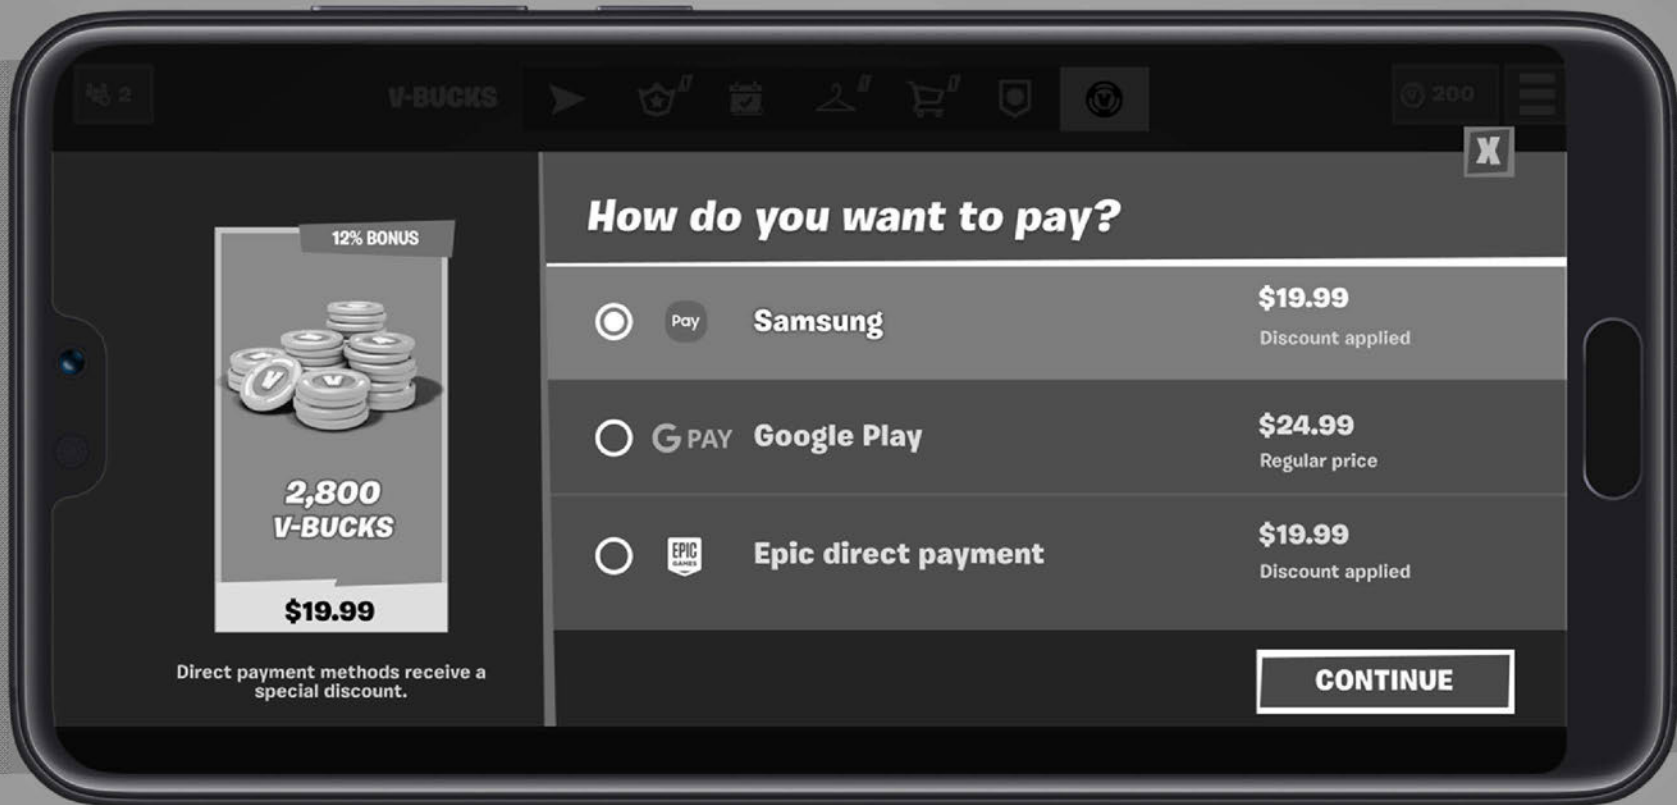 2
V-BUCKS
200
X
12% BONUS
2,800
V-BUCKS
$19.99
Direct payment methods receive a
special discount.
How do you want to pay?
Pay
Samsung
$19.99
Discount applied
G PAY
Google Play
$24.99
Regular price
EPIC
GAMES
Epic direct payment
$19.99
Discount applied
CONTINUE